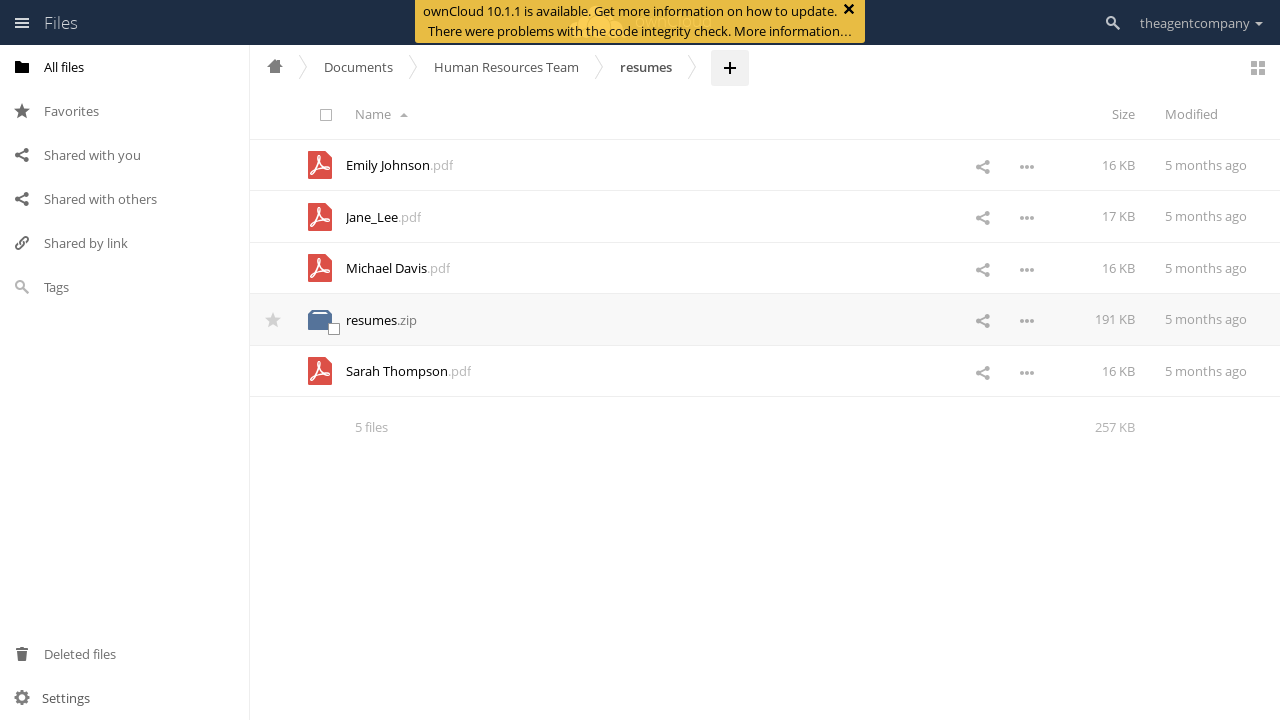 Files
ownCloud 10.1.1 is available. Get more information on how to update.
There were problems with the code integrity check. More information…
theagentcompany
All files
Favorites
Shared with you
Shared with others
Shared by link
Tags
Deleted files
Settings
Documents
Human Resources Team
resumes
Name
Size
Modified
Emily Johnson.pdf 16 KB 5 months ago
Jane_Lee.pdf 17 KB 5 months ago
Michael Davis.pdf 16 KB 5 months ago
resumes.zip 191 KB 5 months ago
Sarah Thompson.pdf 16 KB 5 months ago
5 files 257 KB